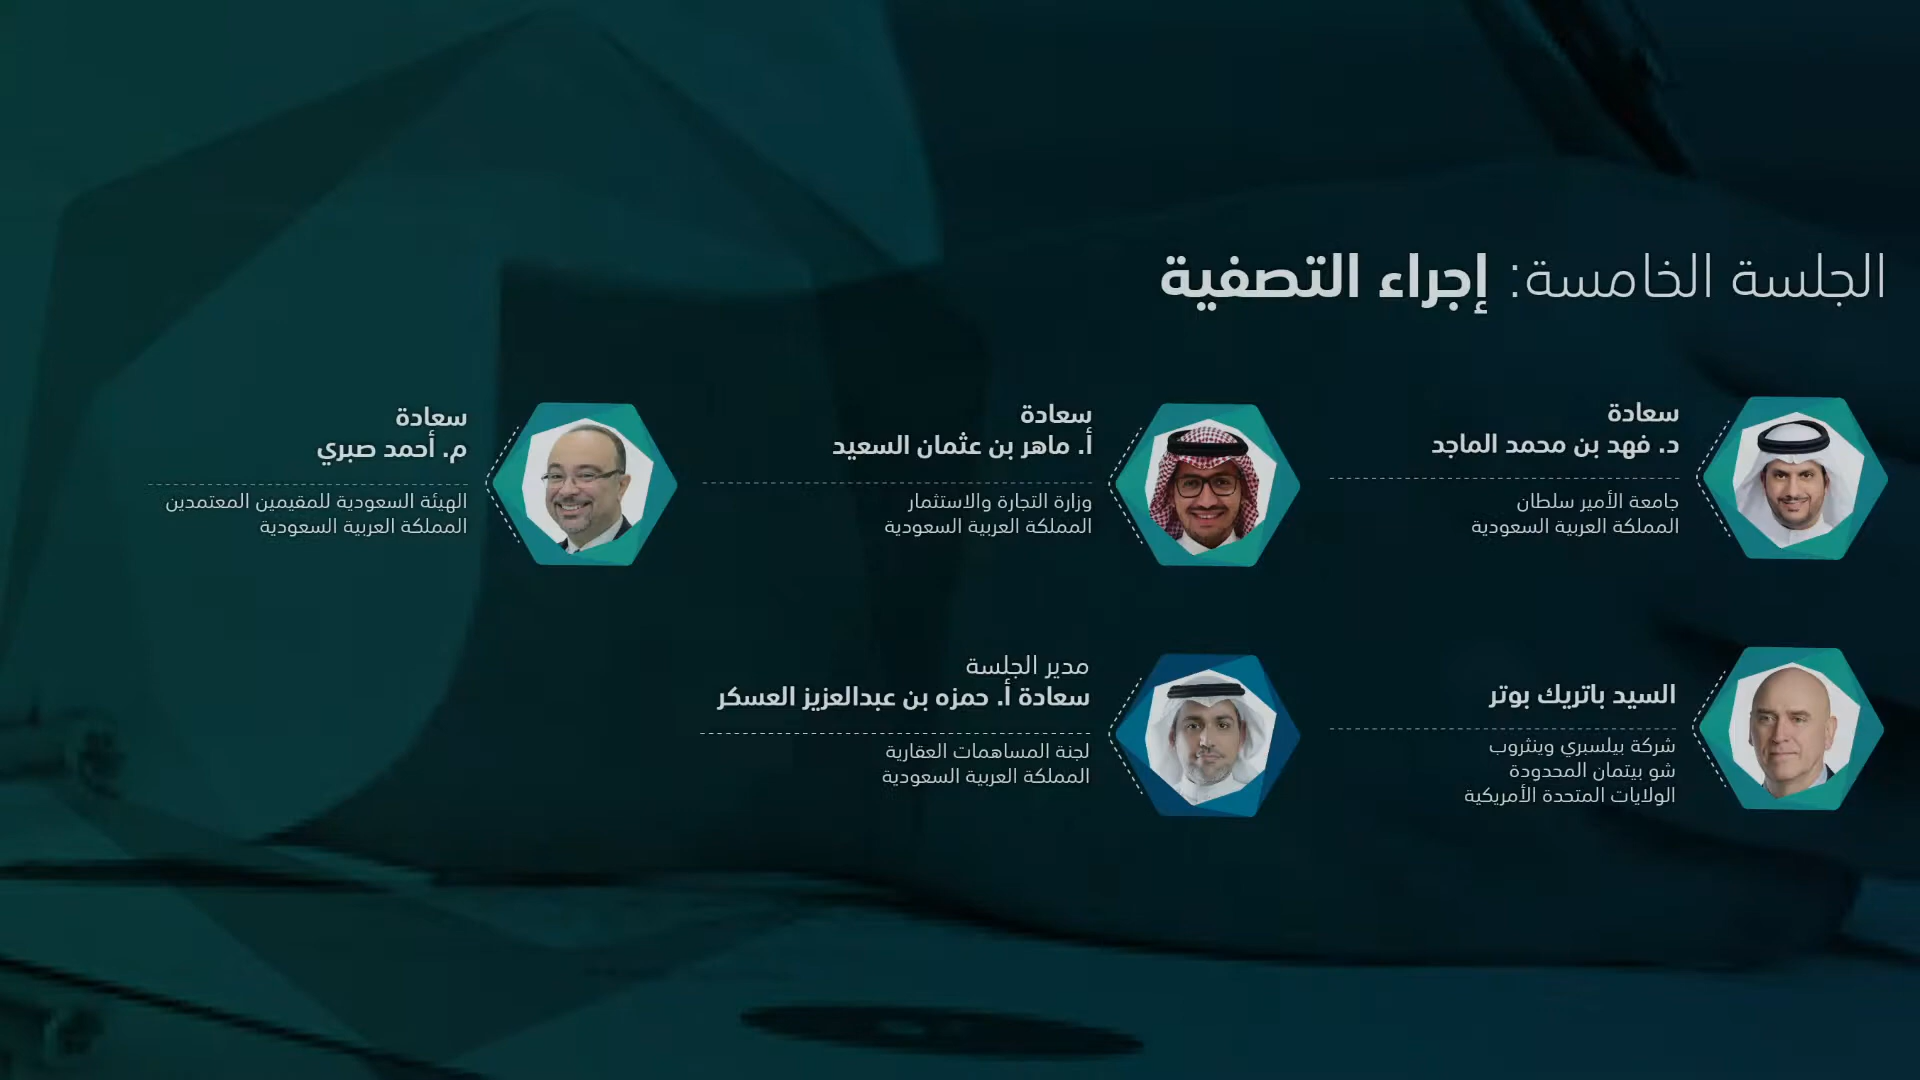 الجلسة الخامسة: إجراء التصفية
سعادة
د. فهد بن محمد الماجد
جامعة الأمير سلطان
المملكة العربية السعودية
سعادة
أ. ماهر بن عثمان السعيد
وزارة التجارة والاستثمار
المملكة العربية السعودية
سعادة
م. أحمد صبري
الهيئة السعودية للمقيمين المعتمدين
المملكة العربية السعودية
السيد باتريك بوتر
شركة بيلسبري وينثروب
شو بيتمان المحدودة
الولايات المتحدة الأمريكية
مدير الجلسة
سعادة أ. حمزه بن عبدالعزيز العسكر
لجنة المساهمات العقارية
المملكة العربية السعودية